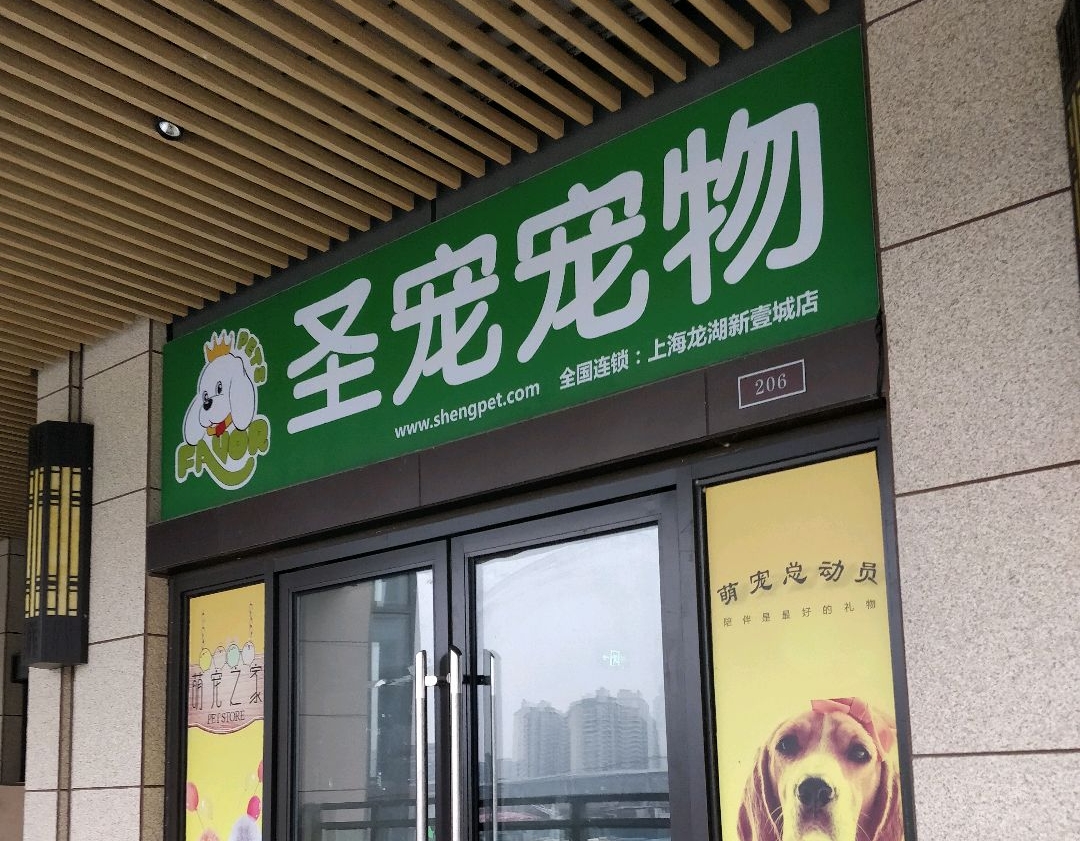 圣宠宠物
PETS
FAVOR
www.shengpet.com
全国连锁：上海龙湖新壹城店
206
萌宠之家
PET STORE
萌宠总动员
陪伴是最好的礼物